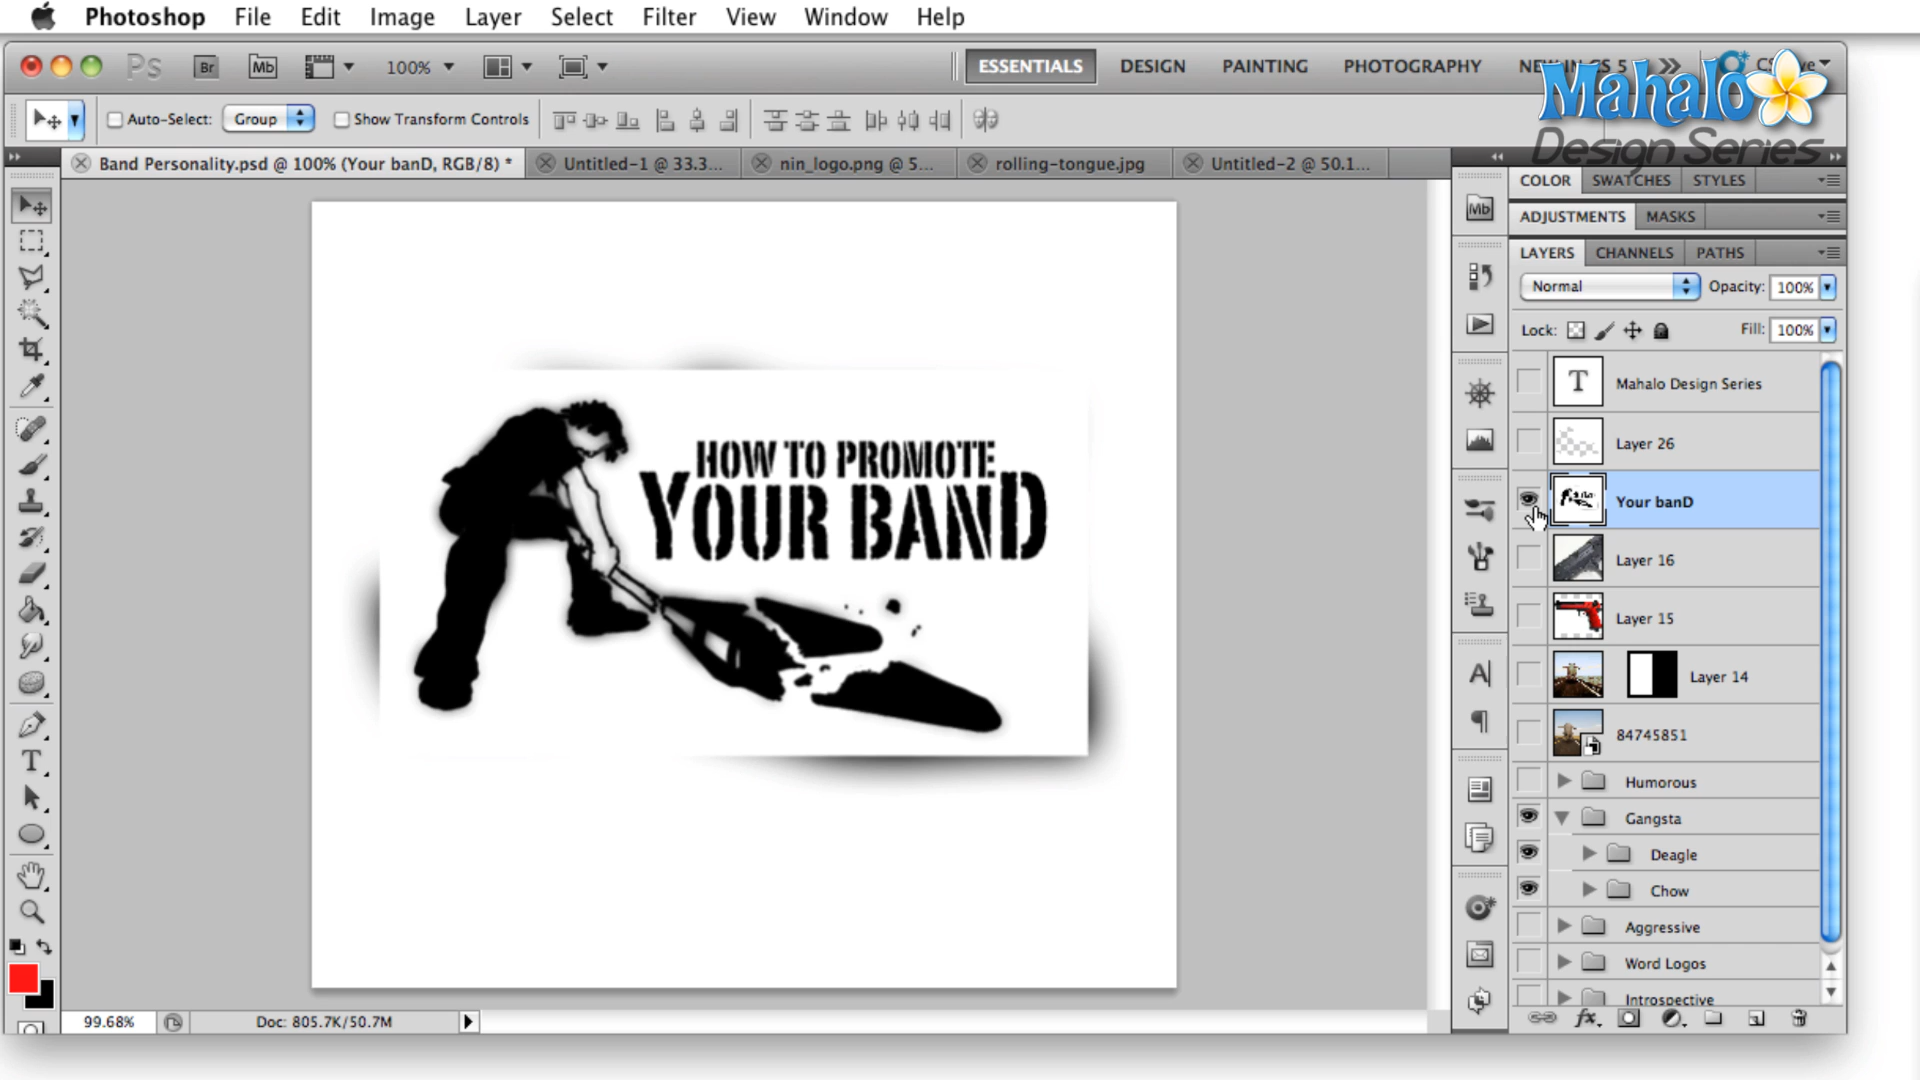 Photoshop File Edit Image Layer Select Filter View Window Help
Ps Br Mb 100% ESSENTIALS DESIGN PAINTING PHOTOGRAPHY
Mahalo
Design Series
Auto-Select: Group Show Transform Controls
Band Personality.psd @ 100% (Your banD, RGB/8) * Untitled-1 @ 33.3... nin_logo.png @ 5... rolling-tongue.jpg Untitled-2 @ 50.1...
COLOR SWATCHES STYLES
Mb
ADJUSTMENTS MASKS
LAYERS CHANNELS PATHS
Normal Opacity: 100%
Lock: Fill: 100%
T Mahalo Design Series
Layer 26
Your banD
Layer 16
Layer 15
Layer 14
84745851
Humorous
Gangsta
Deagle
Chow
Aggressive
Word Logos
Introspective
HOW TO PROMOTE
YOUR BAND
99.68% Doc: 805.7K/50.7M